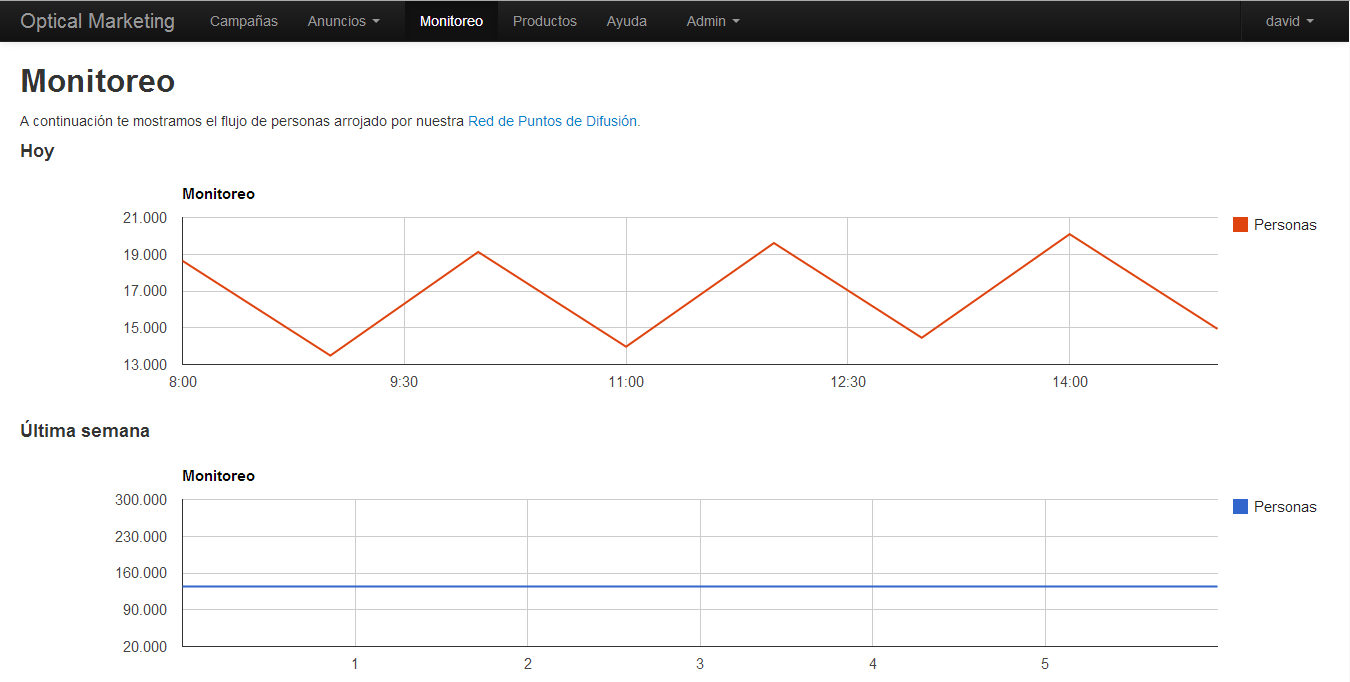 Optical Marketing Campañas Anuncios Monitoreo Productos Ayuda Admin david
Monitoreo
A continuación te mostramos el flujo de personas arrojado por nuestra Red de Puntos de Difusión.
Hoy
Monitoreo
21.000
19.000
17.000
15.000
13.000
Personas
8:00 9:30 11:00 12:30 14:00
Última semana
Monitoreo
300.000
230.000
160.000
90.000
20.000
Personas
1 2 3 4 5